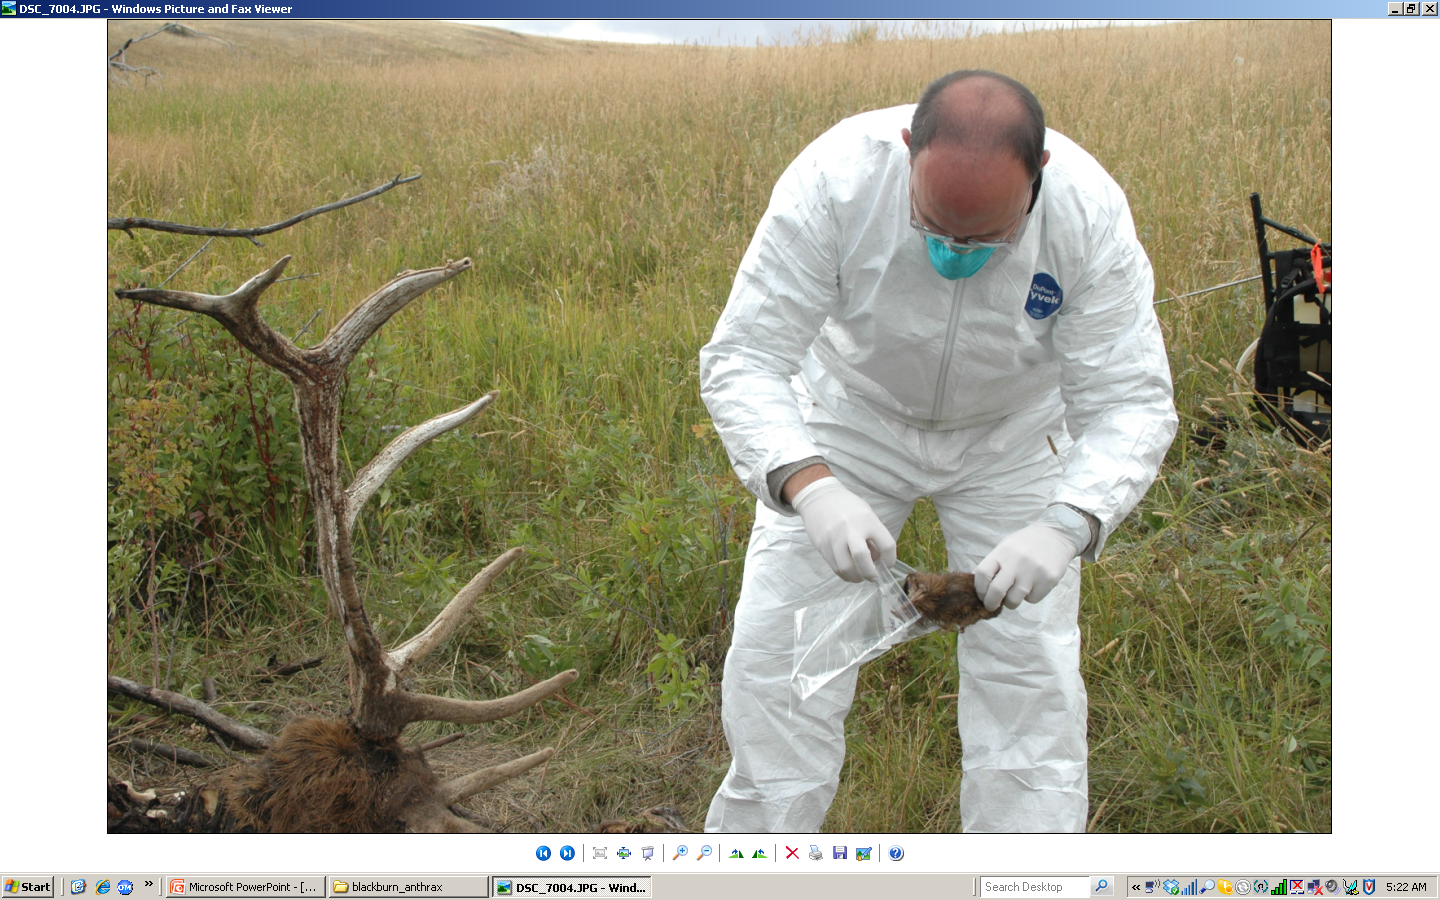 DSC_7004.JPG - Windows Picture and Fax Viewer
DuPont
Tyvek
Start
Microsoft PowerPoint - [...
blackburn_anthrax
DSC_7004.JPG - Wind...
Search Desktop
5:22 AM